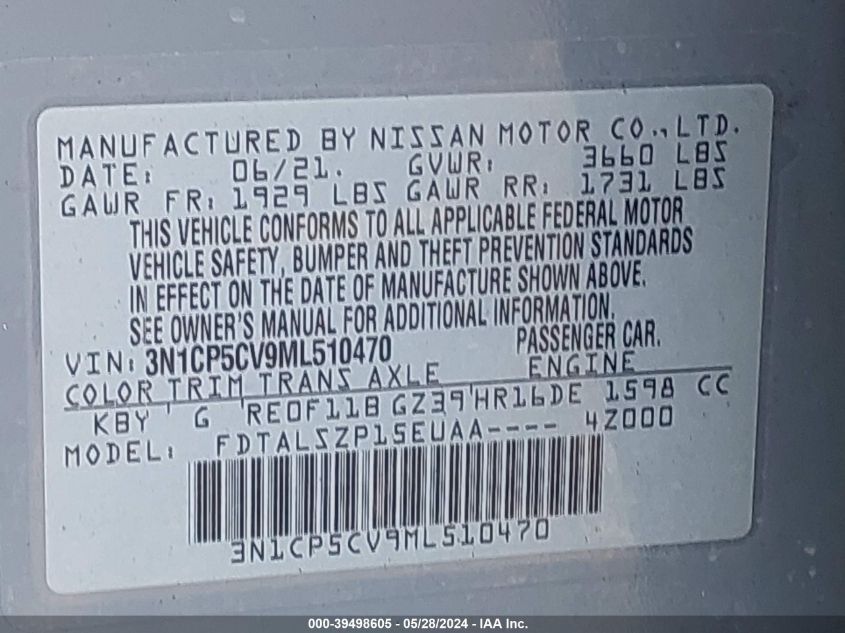 MANUFACTURED BY NISSAN MOTOR CO., LTD.
DATE: 06/21. GVWR: 3660 LBS
GAWR FR: 1929 LBS GAWR RR: 1731 LBS
THIS VEHICLE CONFORMS TO ALL APPLICABLE FEDERAL MOTOR
VEHICLE SAFETY, BUMPER AND THEFT PREVENTION STANDARDS
IN EFFECT ON THE DATE OF MANUFACTURE SHOWN ABOVE.
SEE OWNER'S MANUAL FOR ADDITIONAL INFORMATION.
VIN: 3N1CP5CV9ML510470 PASSENGER CAR.
COLOR TRIM TRANS AXLE ENGINE
KBY G RE0F11B GZ39 HR16DE 1598 CC
MODEL: FDTALSZP15EUAA---- 4Z000
3N1CP5CV9ML510470
000-39498605 - 05/28/2024 - IAA Inc.